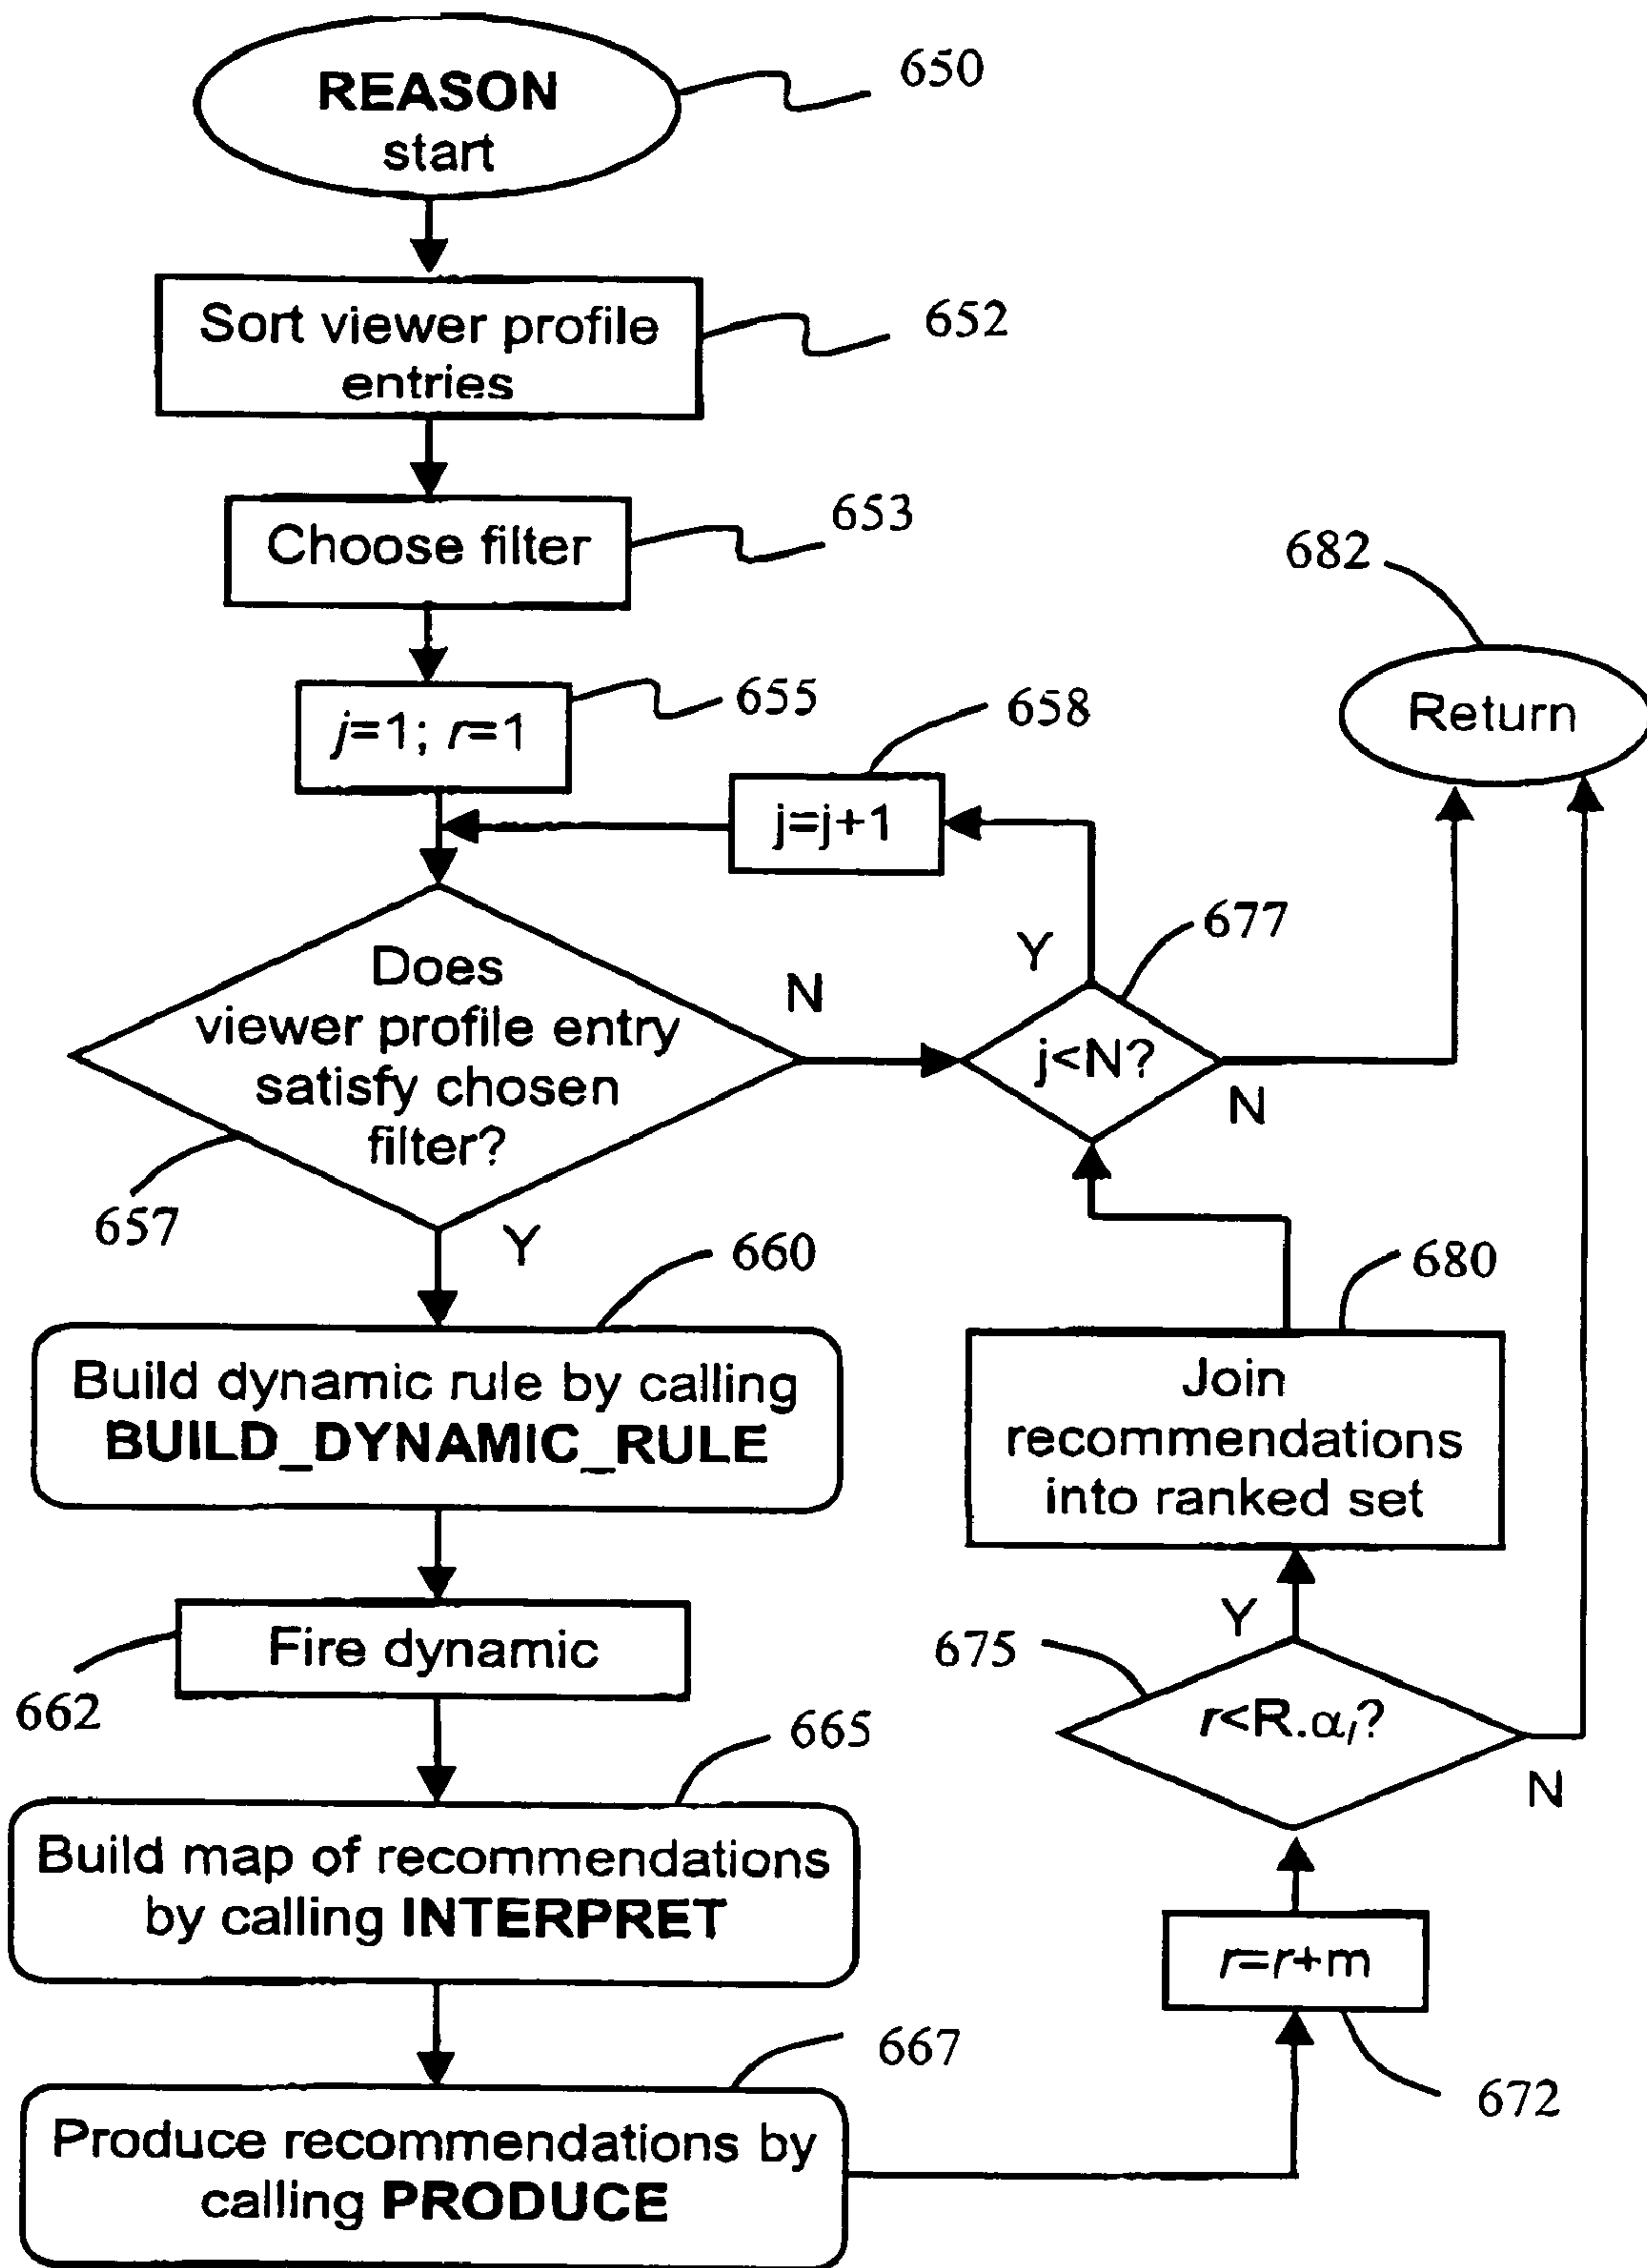 REASON
start
650
Sort viewer profile
entries
652
Choose filter
653
682
Return
j=1; r=1
655
658
j=j+1
Does
viewer profile entry
satisfy chosen
filter?
N
657
Y
677
Y
j<N?
N
660
Build dynamic rule by calling
BUILD_DYNAMIC_RULE
680
Join
recommendations
into ranked set
Fire dynamic
662
Y
675
r<R.αᵢ?
N
665
Build map of recommendations
by calling INTERPRET
r=r+m
672
667
Produce recommendations by
calling PRODUCE